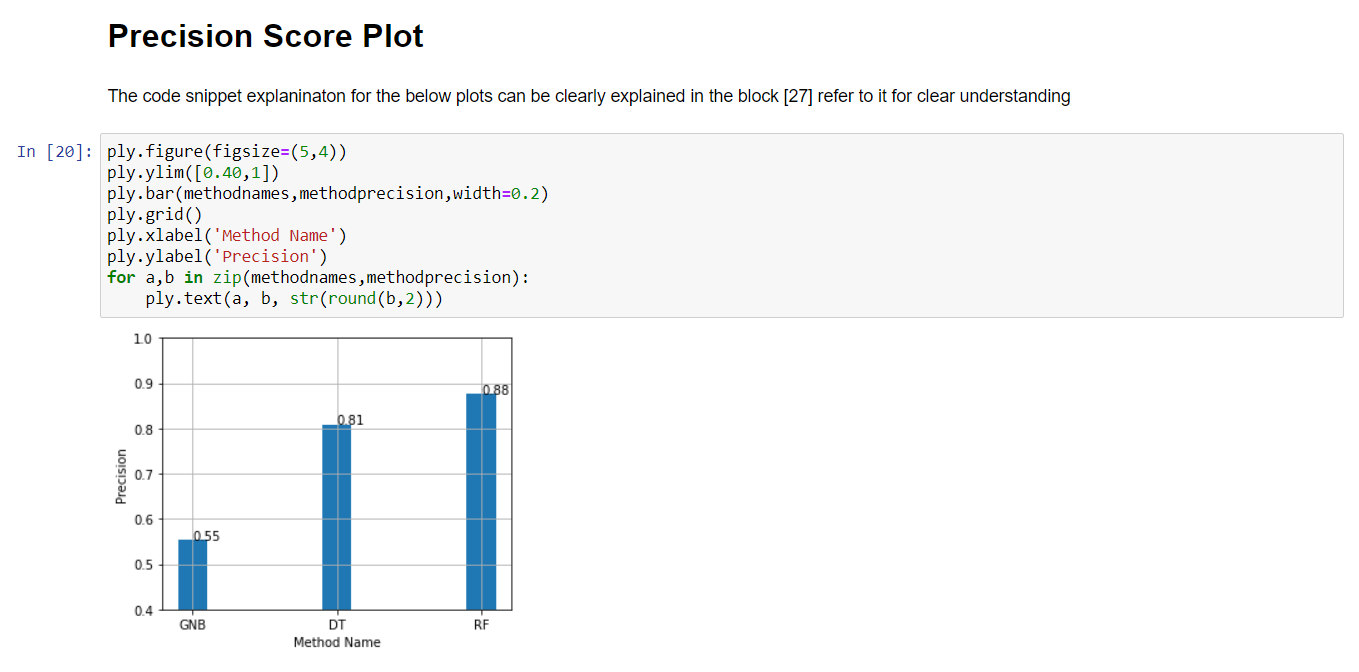 Precision Score Plot
The code snippet explaninaton for the below plots can be clearly explained in the block [27] refer to it for clear understanding
In [20]:
ply.figure(figsize=(5,4))
ply.ylim([0.40,1])
ply.bar(methodnames,methodprecision,width=0.2)
ply.grid()
ply.xlabel('Method Name')
ply.ylabel('Precision')
for a,b in zip(methodnames,methodprecision):
    ply.text(a, b, str(round(b,2)))
1.0
0.9
0.8
0.7
0.6
0.5
0.4
Precision
0.55
0.81
0.88
GNB
DT
RF
Method Name